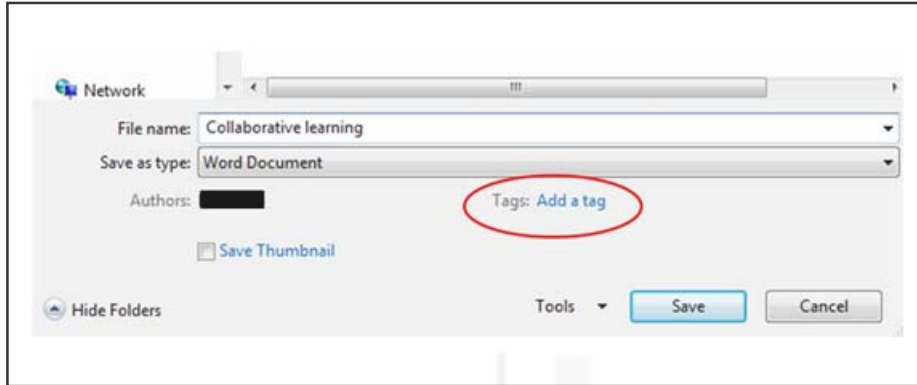 Network
File name: Collaborative learning
Save as type: Word Document
Authors: Tags: Add a tag
Save Thumbnail
Hide Folders Tools Save Cancel